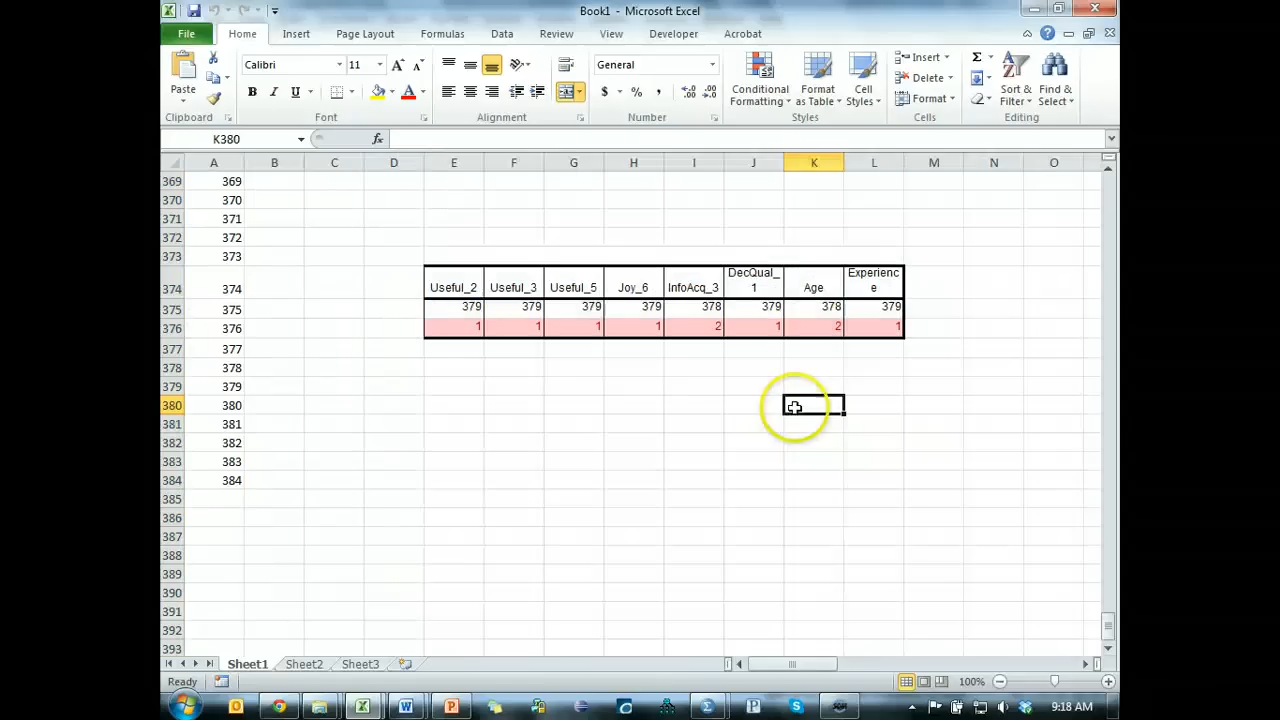 Book1 - Microsoft Excel
File Home Insert Page Layout Formulas Data Review View Developer Acrobat
Paste
Calibri 11
B I U
General
$ % ,
Conditional Formatting
Format as Table
Cell Styles
Insert
Delete
Format
Σ
Sort & Filter
Find & Select
Clipboard Font Alignment Number Styles Cells Editing
K380 fx
A B C D E F G H I J K L M N O
369 369
370 370
371 371
372 372
373 373
374 374 Useful_2 Useful_3 Useful_5 Joy_6 InfoAcq_3 DecQual_1 Age Experience
375 375 379 379 379 379 378 379 378 379
376 376 1 1 1 1 2 1 2 1
377 377
378 378
379 379
380 380
381 381
382 382
383 383
384 384
385
386
387
388
389
390
391
392
393
Sheet1 Sheet2 Sheet3
Ready 100%
9:18 AM